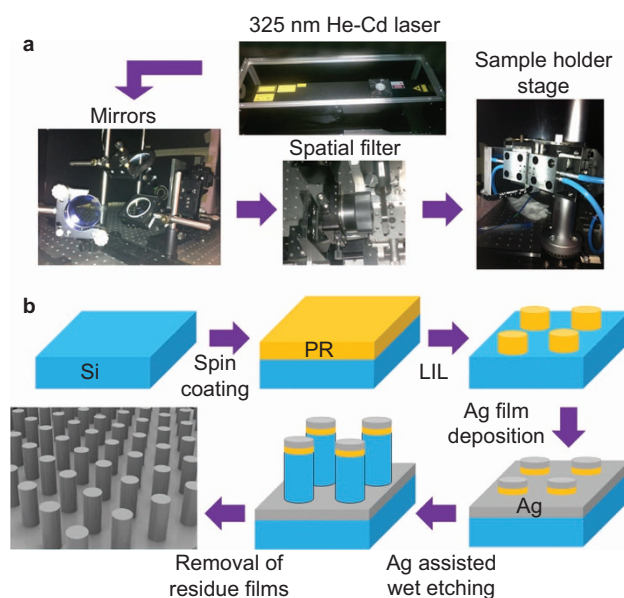 325 nm He-Cd laser
a
Mirrors
Spatial filter
Sample holder
stage
b
Si
Spin
coating
PR
LIL
Ag film
deposition
Ag
Ag assisted
wet etching
Removal of
residue films